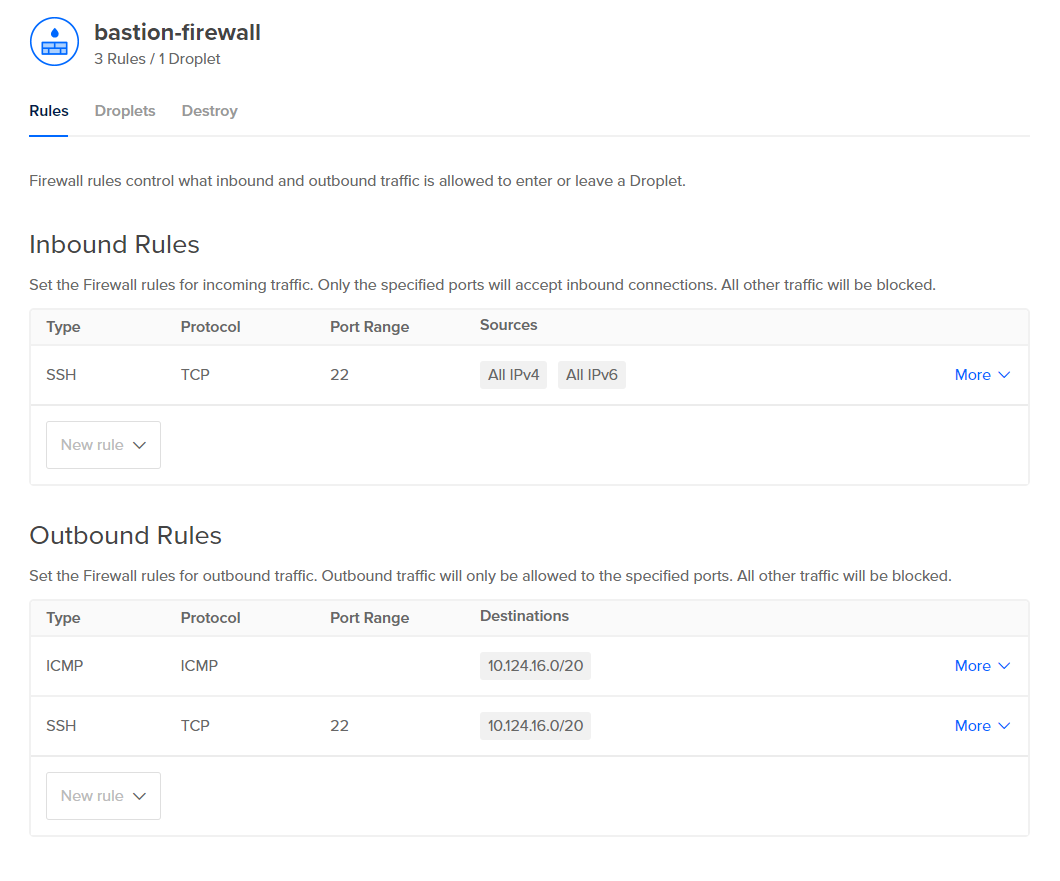 bastion-firewall
3 Rules / 1 Droplet
Rules Droplets Destroy
Firewall rules control what inbound and outbound traffic is allowed to enter or leave a Droplet.
Inbound Rules
Set the Firewall rules for incoming traffic. Only the specified ports will accept inbound connections. All other traffic will be blocked.
Type Protocol Port Range Sources
SSH TCP 22 All IPv4 All IPv6 More
New rule
Outbound Rules
Set the Firewall rules for outbound traffic. Outbound traffic will only be allowed to the specified ports. All other traffic will be blocked.
Type Protocol Port Range Destinations
ICMP ICMP 10.124.16.0/20 More
SSH TCP 22 10.124.16.0/20 More
New rule